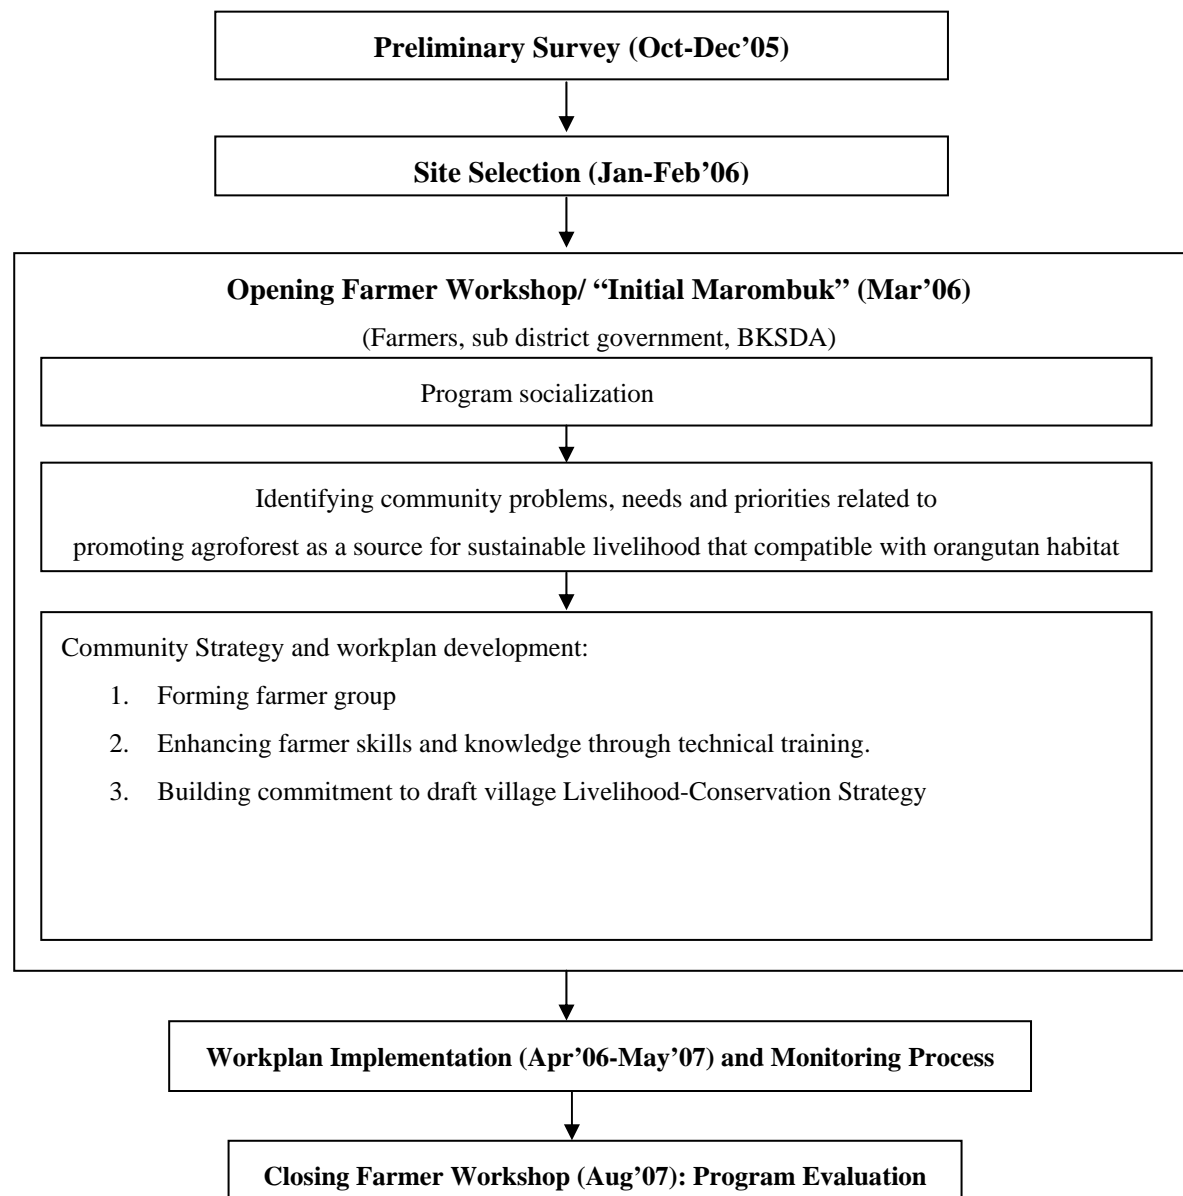 Preliminary Survey (Oct-Dec’05)
Site Selection (Jan-Feb’06)
Opening Farmer Workshop/ “Initial Marombuk” (Mar’06)
(Farmers, sub district government, BKSDA)
Program socialization
Identifying community problems, needs and priorities related to
promoting agroforest as a source for sustainable livelihood that compatible with orangutan habitat
Community Strategy and workplan development:
1. Forming farmer group
2. Enhancing farmer skills and knowledge through technical training.
3. Building commitment to draft village Livelihood-Conservation Strategy
Workplan Implementation (Apr’06-May’07) and Monitoring Process
Closing Farmer Workshop (Aug’07): Program Evaluation